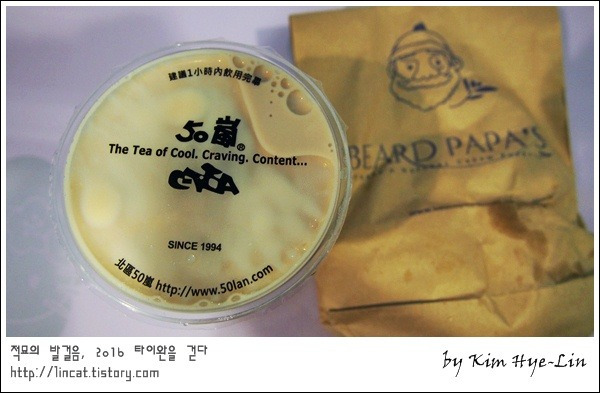 建議1小時內飲用完畢
50嵐®
The Tea of Cool. Craving. Content...
SINCE 1994
北區50嵐 http://www.50lan.com
BEARD PAPA'S
적묘의 발걸음, 2016 타이완을 걷다
http://lincat.tistory.com
by Kim Hye-Lin